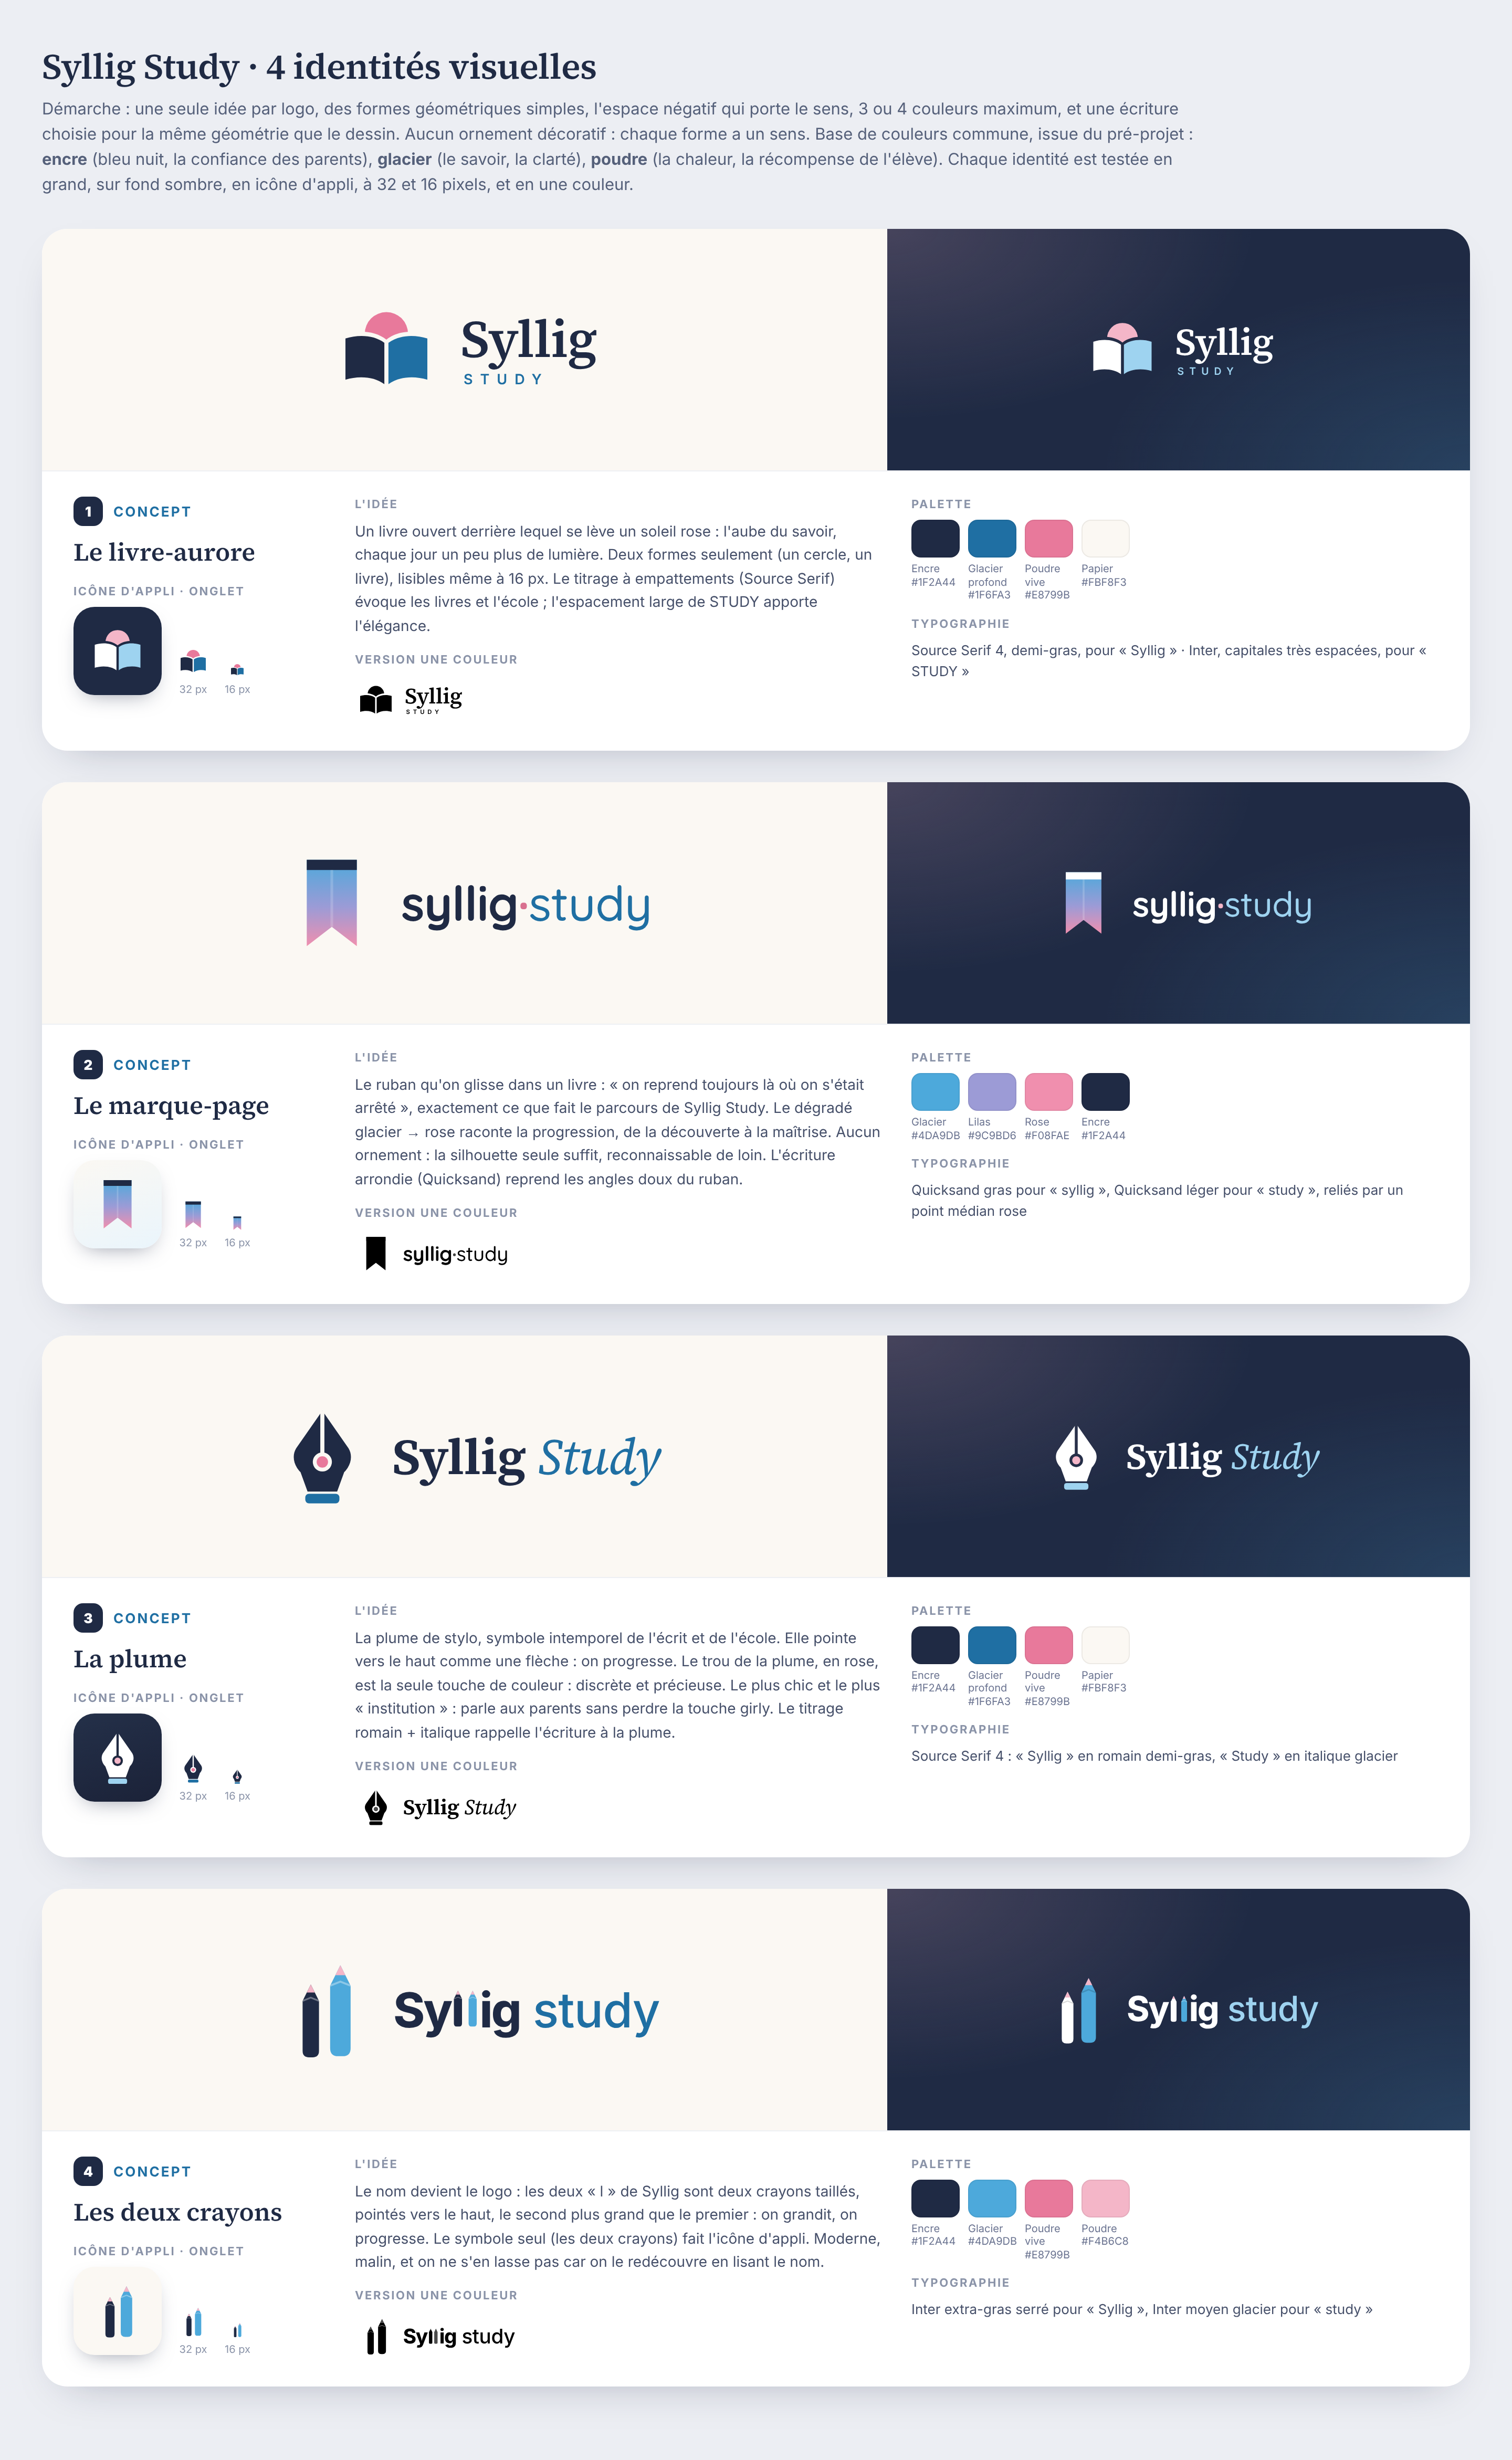 Syllig Study · 4 identités visuelles
Démarche : une seule idée par logo, des formes géométriques simples, l'espace négatif qui porte le sens, 3 ou 4 couleurs maximum, et une écriture
choisie pour la même géométrie que le dessin. Aucun ornement décoratif : chaque forme a un sens. Base de couleurs commune, issue du pré-projet :
encre (bleu nuit, la confiance des parents), glacier (le savoir, la clarté), poudre (la chaleur, la récompense de l'élève). Chaque identité est testée en
grand, sur fond sombre, en icône d'appli, à 32 et 16 pixels, et en une couleur.
Syllig
STUDY
Syllig
STUDY
1 CONCEPT
Le livre-aurore
ICÔNE D'APPLI · ONGLET
32 px 16 px
L'IDÉE
Un livre ouvert derrière lequel se lève un soleil rose : l'aube du savoir,
chaque jour un peu plus de lumière. Deux formes seulement (un cercle, un
livre), lisibles même à 16 px. Le titrage à empattements (Source Serif)
évoque les livres et l'école ; l'espacement large de STUDY apporte
l'élégance.
VERSION UNE COULEUR
Syllig
STUDY
PALETTE
Encre
#1F2A44
Glacier
profond
#1F6FA3
Poudre
vive
#E8799B
Papier
#FBF8F3
TYPOGRAPHIE
Source Serif 4, demi-gras, pour « Syllig » · Inter, capitales très espacées, pour «
STUDY »
syllig·study
syllig·study
2 CONCEPT
Le marque-page
ICÔNE D'APPLI · ONGLET
32 px 16 px
L'IDÉE
Le ruban qu'on glisse dans un livre : « on reprend toujours là où on s'était
arrêté », exactement ce que fait le parcours de Syllig Study. Le dégradé
glacier → rose raconte la progression, de la découverte à la maîtrise. Aucun
ornement : la silhouette seule suffit, reconnaissable de loin. L'écriture
arrondie (Quicksand) reprend les angles doux du ruban.
VERSION UNE COULEUR
syllig·study
PALETTE
Glacier
#4DA9DB
Lilas
#9C9BD6
Rose
#F08FAE
Encre
#1F2A44
TYPOGRAPHIE
Quicksand gras pour « syllig », Quicksand léger pour « study », reliés par un
point médian rose
Syllig Study
Syllig Study
3 CONCEPT
La plume
ICÔNE D'APPLI · ONGLET
32 px 16 px
L'IDÉE
La plume de stylo, symbole intemporel de l'écrit et de l'école. Elle pointe
vers le haut comme une flèche : on progresse. Le trou de la plume, en rose,
est la seule touche de couleur : discrète et précieuse. Le plus chic et le plus
« institution » : parle aux parents sans perdre la touche girly. Le titrage
romain + italique rappelle l'écriture à la plume.
VERSION UNE COULEUR
Syllig Study
PALETTE
Encre
#1F2A44
Glacier
profond
#1F6FA3
Poudre
vive
#E8799B
Papier
#FBF8F3
TYPOGRAPHIE
Source Serif 4 : « Syllig » en romain demi-gras, « Study » en italique glacier
Syllig study
Syllig study
4 CONCEPT
Les deux crayons
ICÔNE D'APPLI · ONGLET
32 px 16 px
L'IDÉE
Le nom devient le logo : les deux « l » de Syllig sont deux crayons taillés,
pointés vers le haut, le second plus grand que le premier : on grandit, on
progresse. Le symbole seul (les deux crayons) fait l'icône d'appli. Moderne,
malin, et on ne s'en lasse pas car on le redécouvre en lisant le nom.
VERSION UNE COULEUR
Syllig study
PALETTE
Encre
#1F2A44
Glacier
#4DA9DB
Poudre
vive
#E8799B
Poudre
#F4B6C8
TYPOGRAPHIE
Inter extra-gras serré pour « Syllig », Inter moyen glacier pour « study »